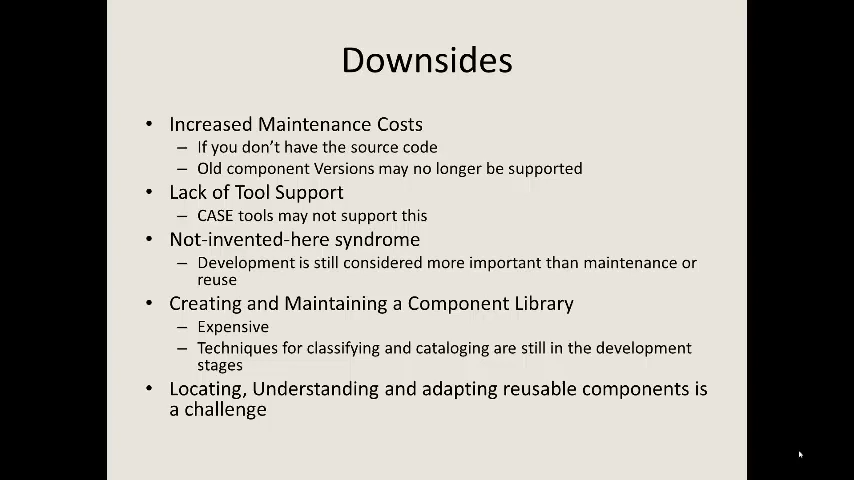 Downsides
• Increased Maintenance Costs
– If you don't have the source code
– Old component Versions may no longer be supported
• Lack of Tool Support
– CASE tools may not support this
• Not-invented-here syndrome
– Development is still considered more important than maintenance or
reuse
• Creating and Maintaining a Component Library
– Expensive
– Techniques for classifying and cataloging are still in the development
stages
• Locating, Understanding and adapting reusable components is
a challenge